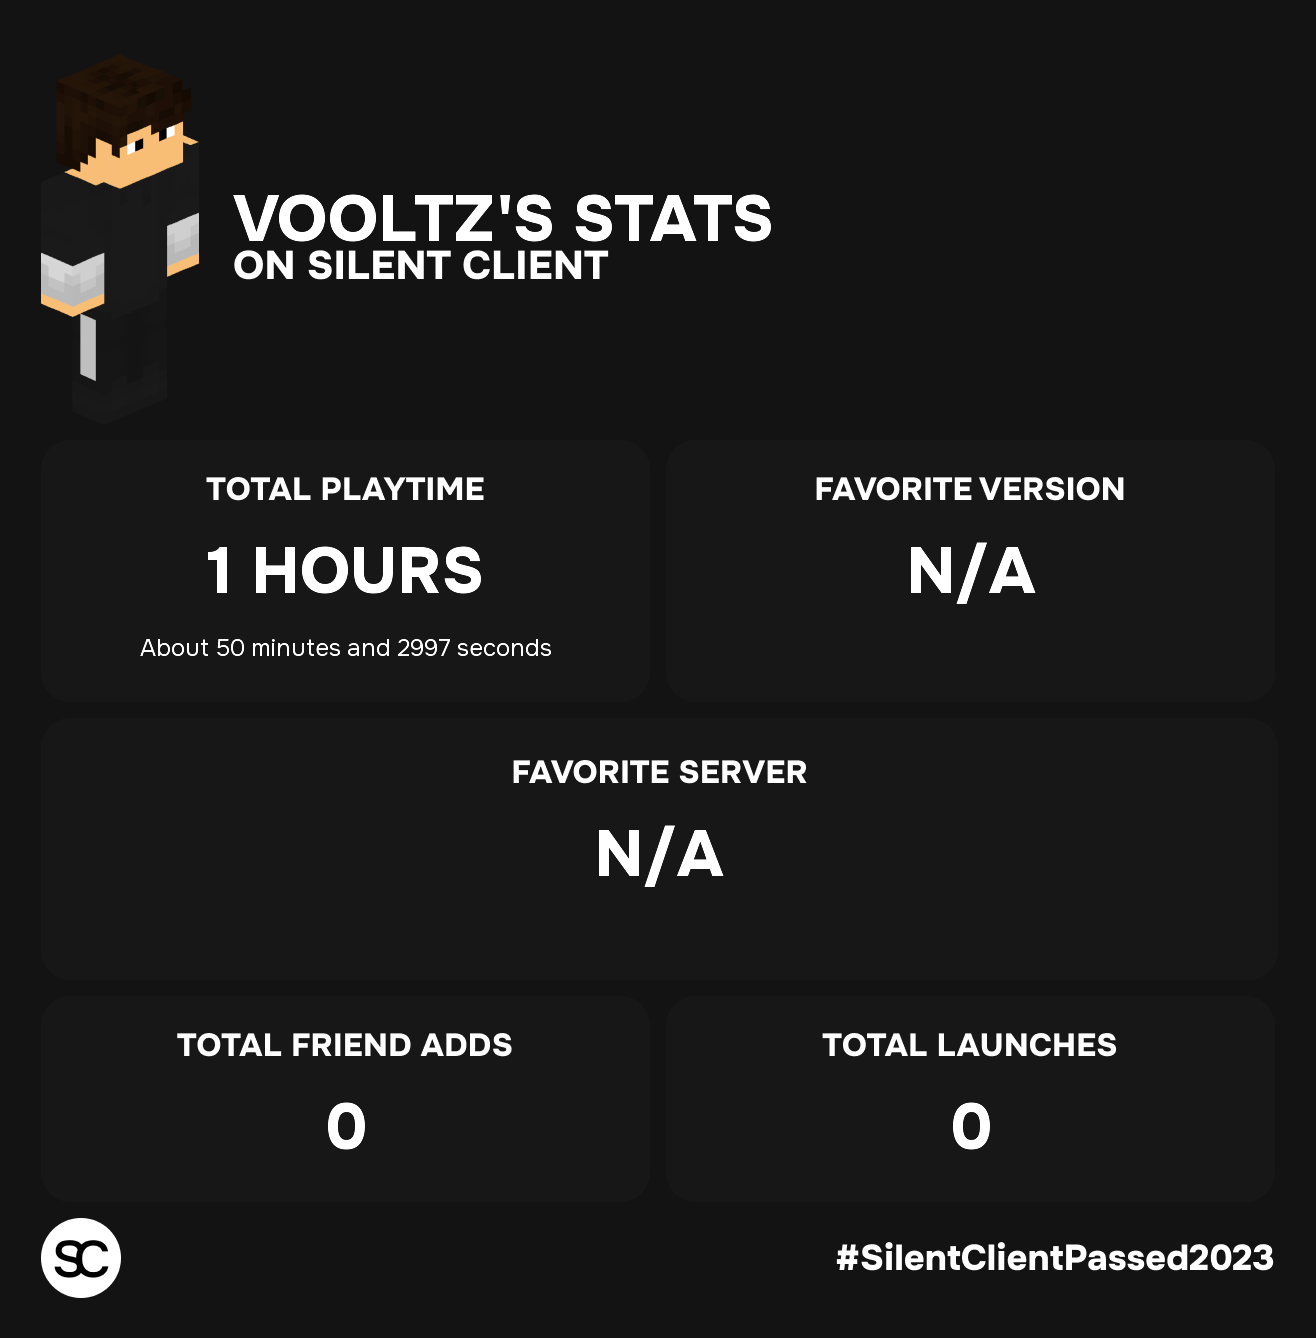 VOOLTZ'S STATS
ON SILENT CLIENT
TOTAL PLAYTIME
1 HOURS
About 50 minutes and 2997 seconds
FAVORITE VERSION
N/A
FAVORITE SERVER
N/A
TOTAL FRIEND ADDS
0
TOTAL LAUNCHES
0
SC
#SilentClientPassed2023